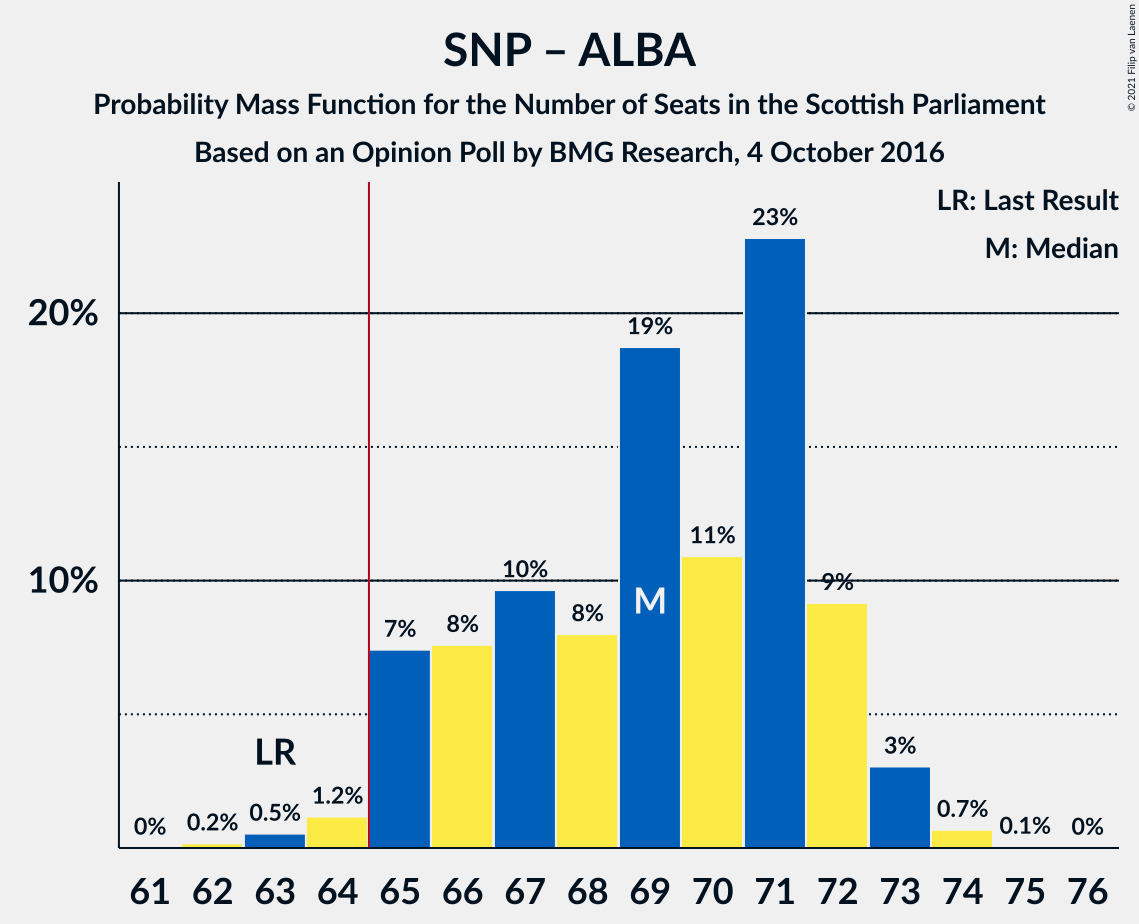 SNP – ALBA
Probability Mass Function for the Number of Seats in the Scottish Parliament
Based on an Opinion Poll by BMG Research, 4 October 2016
© 2021 Filip van Laenen
LR: Last Result
M: Median
20%
10%
0%
0.2%
0.5%
1.2%
7%
8%
10%
8%
19%
11%
23%
9%
3%
0.7%
0.1%
0%
LR
M
61 62 63 64 65 66 67 68 69 70 71 72 73 74 75 76